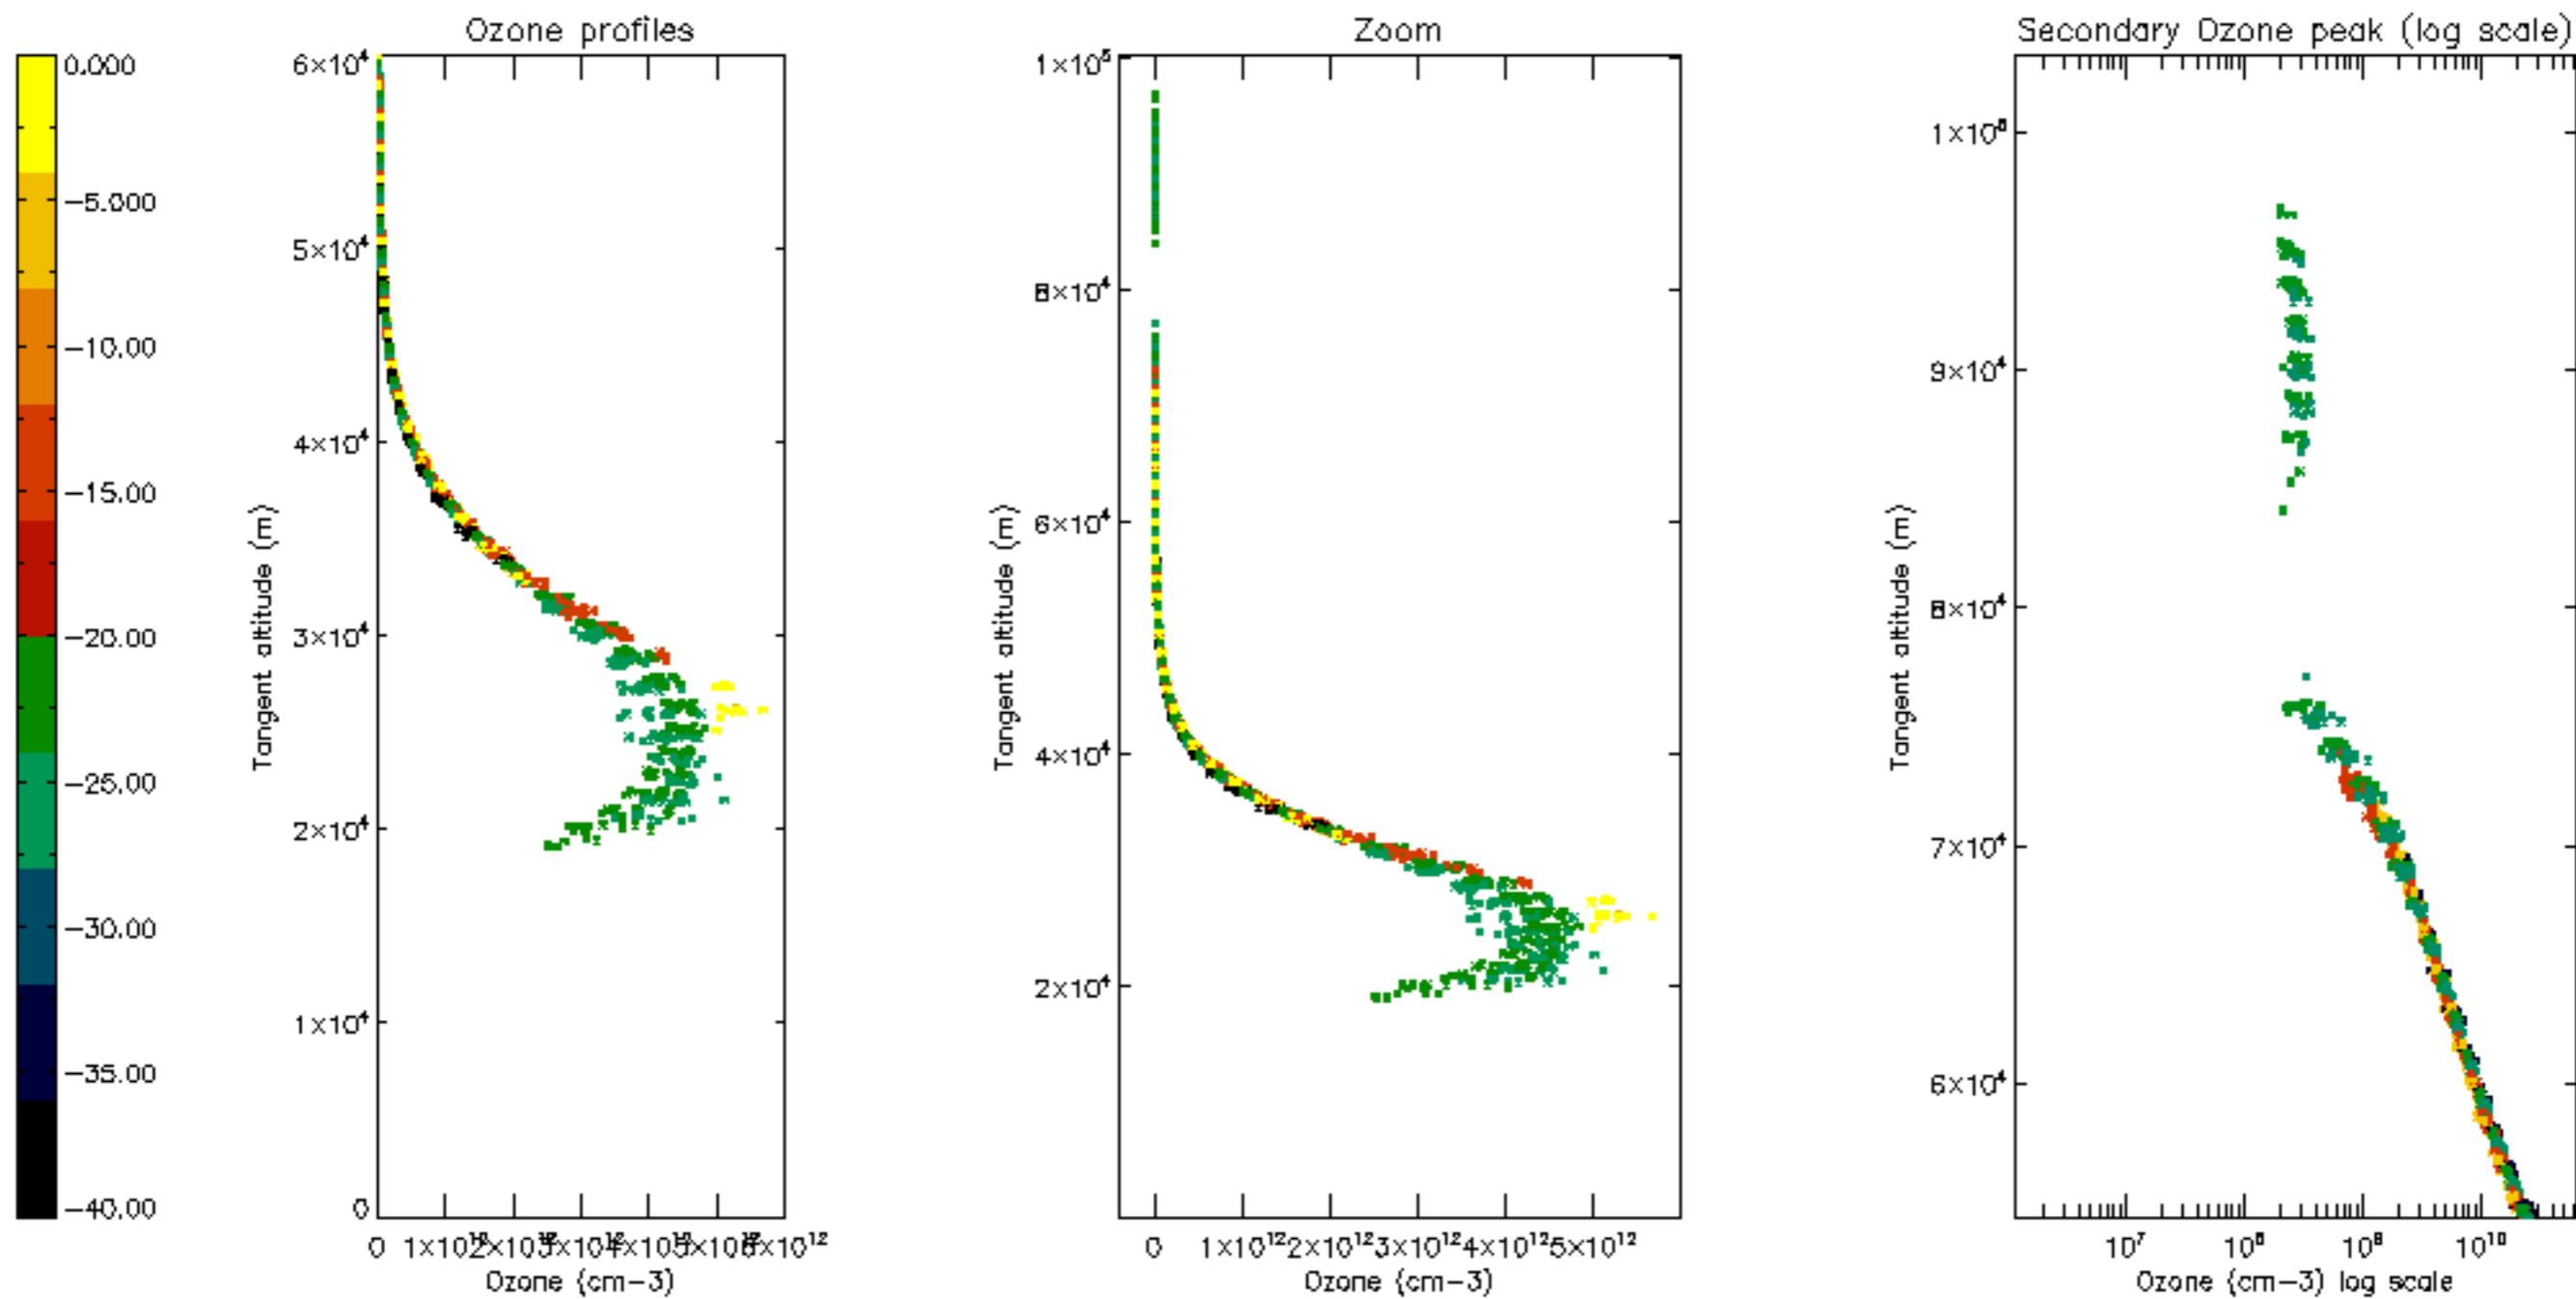 Ozone profiles
Zoom
Secondary Ozone peak (log scale)
0.000
-5.000
-10.00
-15.00
-20.00
-25.00
-30.00
-35.00
-40.00
6×10⁴
5×10⁴
4×10⁴
3×10⁴
2×10⁴
1×10⁴
0
Tangent altitude (m)
0
Ozone (cm-3)
1×10⁵
8×10⁴
6×10⁴
4×10⁴
2×10⁴
Tangent altitude (m)
0 1×10¹² 2×10¹² 3×10¹² 4×10¹² 5×10¹²
Ozone (cm-3)
1×10⁵
9×10⁴
8×10⁴
7×10⁴
6×10⁴
Tangent altitude (m)
10⁷ 10⁸ 10⁹ 10¹⁰
Ozone (cm-3) log scale